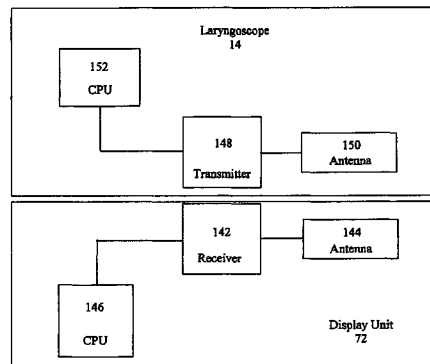 Laryngoscope
14
152
CPU
148
Transmitter
150
Antenna
142
Receiver
144
Antenna
146
CPU
Display Unit
72